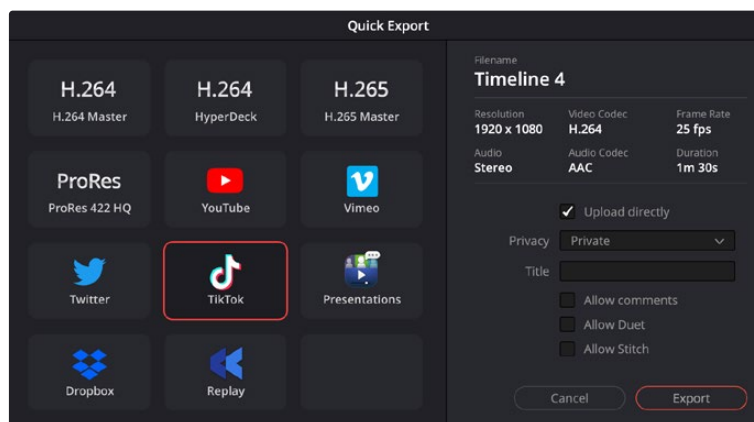 Quick Export
H.264
H.264 Master
H.264
HyperDeck
H.265
H.265 Master
ProRes
ProRes 422 HQ
YouTube
Vimeo
Twitter
TikTok
Presentations
Dropbox
Replay
Filename
Timeline 4
Resolution Video Codec Frame Rate
1920 x 1080 H.264 25 fps
Audio Audio Codec Duration
Stereo AAC 1m 30s
Upload directly
Privacy Private
Title
Allow comments
Allow Duet
Allow Stitch
Cancel Export